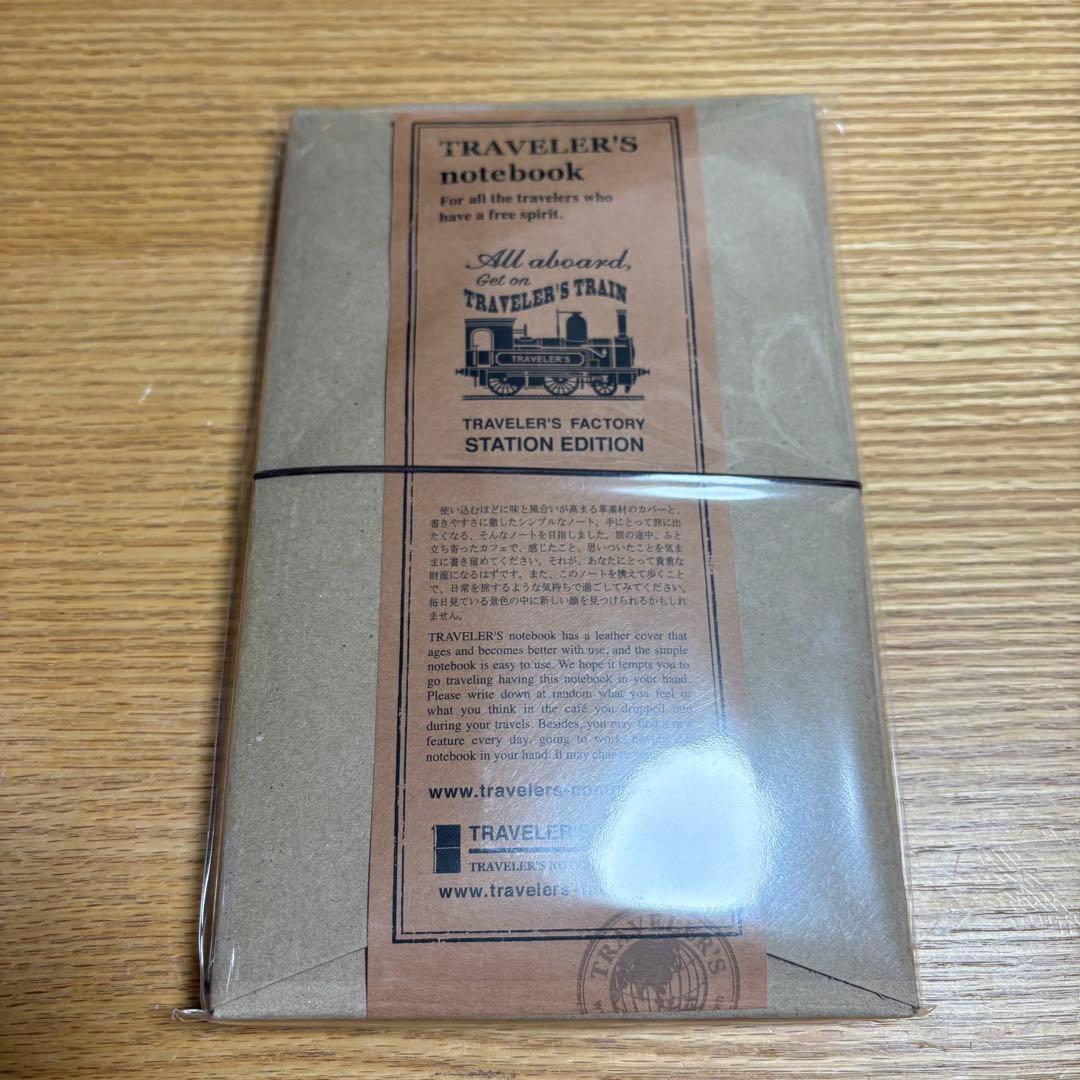 TRAVELER'S
notebook
For all the travelers who
have a free spirit.
All aboard,
Get on
TRAVELER'S TRAIN
TRAVELER'S
TRAVELER'S FACTORY
STATION EDITION
使い込むほどに味と風合いが高まる革素材のカバーと、
書きやすさに徹したシンプルなノート。手にとって旅に出
たくなる、そんなノートを目指しました。旅の途中、ふと
立ち寄ったカフェで、感じたこと、思いついたことを気ま
まに書き留めてください。それが、あなたにとって貴重な
財産になるはずです。また、このノートを携えて歩くこと
で、日常を旅するような気持ちで過ごしてみてください。
毎日見ている景色の中に新しい顔を見つけられるかもしれ
ません。
TRAVELER'S notebook has a leather cover that
ages and becomes better with use, and the simple
notebook is easy to use. We hope it tempts you to
go traveling having this notebook in your hand.
Please write down at random what you feel or
what you think in the café you dropped into
during your travels. Besides, you may find a new
feature every day, going to work having
notebook in your hand. It may
www.travelers-com
TRAVELER'S
TRAVELER'S
www.travelers-
TRAVELER'S